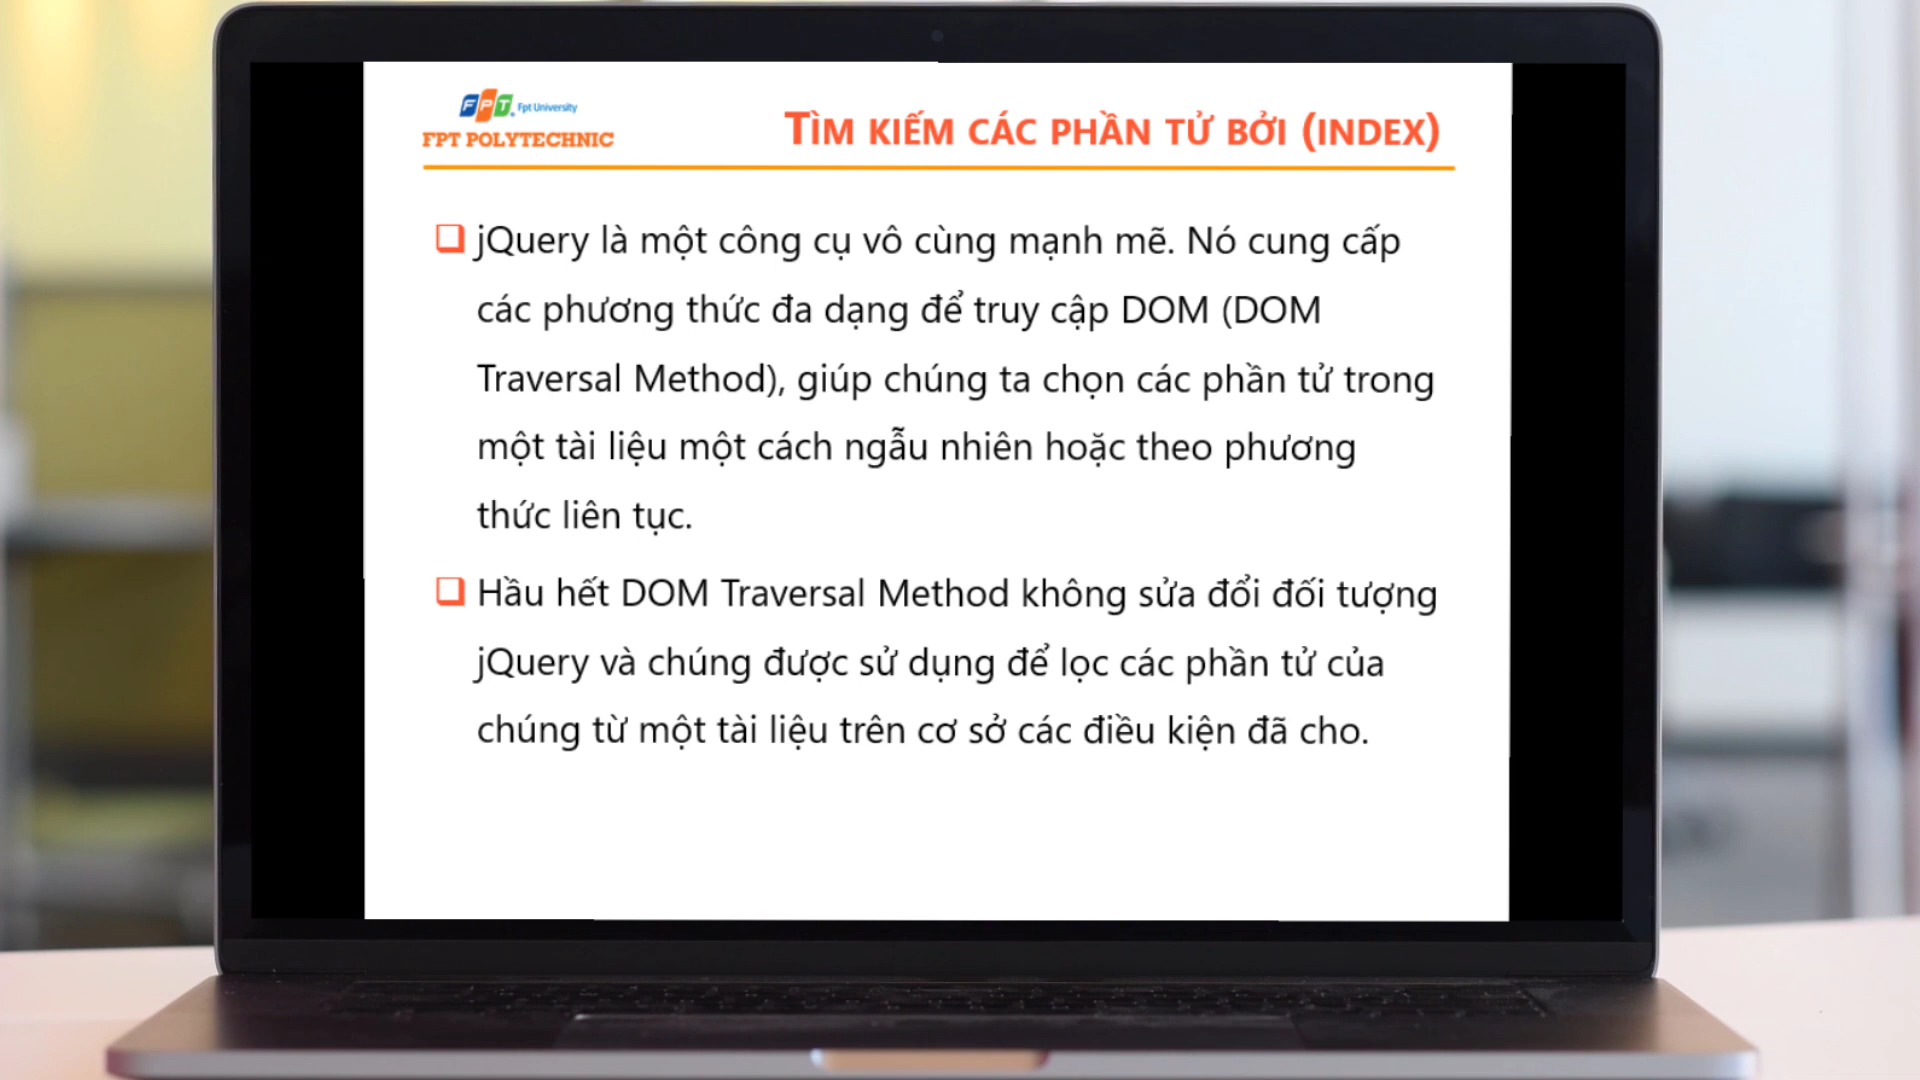 FPT. Fpt University
FPT POLYTECHNIC
TÌM KIẾM CÁC PHẦN TỬ BỞI (INDEX)
jQuery là một công cụ vô cùng mạnh mẽ. Nó cung cấp
các phương thức đa dạng để truy cập DOM (DOM
Traversal Method), giúp chúng ta chọn các phần tử trong
một tài liệu một cách ngẫu nhiên hoặc theo phương
thức liên tục.
Hầu hết DOM Traversal Method không sửa đổi đối tượng
jQuery và chúng được sử dụng để lọc các phần tử của
chúng từ một tài liệu trên cơ sở các điều kiện đã cho.